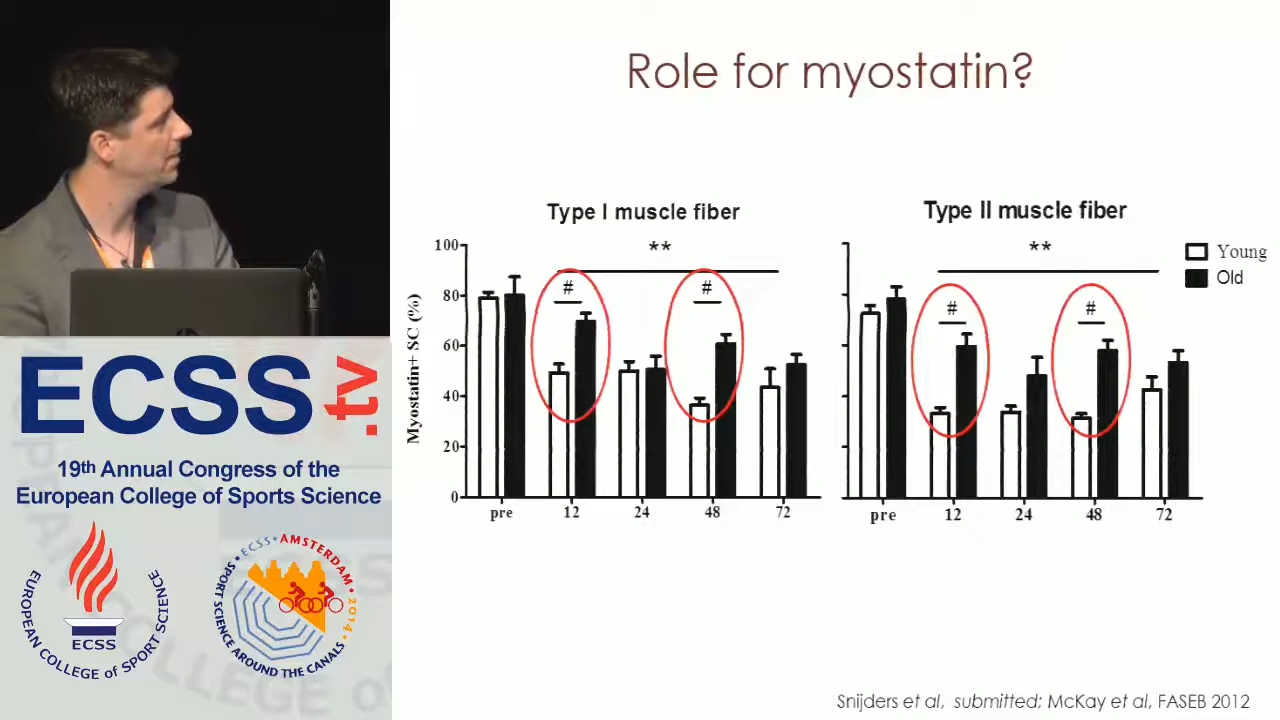 Role for myostatin?
Type I muscle fiber
Type II muscle fiber
**
**
Young
Old
#
#
#
#
Myostatin+ SC (%)
100
80
60
40
20
0
pre
12
24
48
72
pre
12
24
48
72
Snijders et al, submitted; McKay et al, FASEB 2012
ECSS.tv
19th Annual Congress of the
European College of Sports Science
EUROPEAN COLLEGE of SPORT SCIENCE
ECSS
•ECSS•AMSTERDAM•2014•
SPORT SCIENCE AROUND THE CANALS